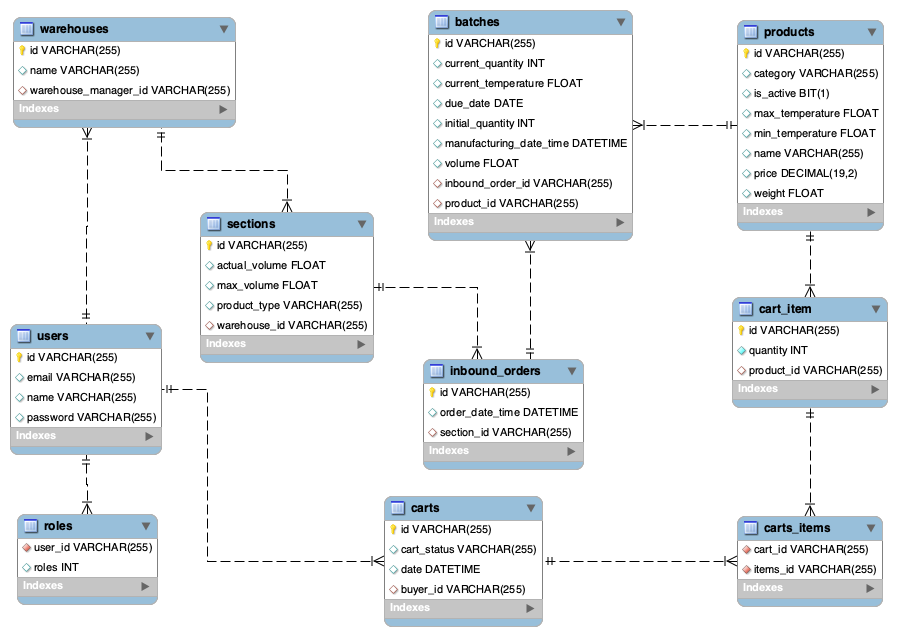 warehouses
id VARCHAR(255)
name VARCHAR(255)
warehouse_manager_id VARCHAR(255)
Indexes
batches
id VARCHAR(255)
current_quantity INT
current_temperature FLOAT
due_date DATE
initial_quantity INT
manufacturing_date_time DATETIME
volume FLOAT
inbound_order_id VARCHAR(255)
product_id VARCHAR(255)
Indexes
products
id VARCHAR(255)
category VARCHAR(255)
is_active BIT(1)
max_temperature FLOAT
min_temperature FLOAT
name VARCHAR(255)
price DECIMAL(19,2)
weight FLOAT
Indexes
sections
id VARCHAR(255)
actual_volume FLOAT
max_volume FLOAT
product_type VARCHAR(255)
warehouse_id VARCHAR(255)
Indexes
users
id VARCHAR(255)
email VARCHAR(255)
name VARCHAR(255)
password VARCHAR(255)
Indexes
inbound_orders
id VARCHAR(255)
order_date_time DATETIME
section_id VARCHAR(255)
Indexes
cart_item
id VARCHAR(255)
quantity INT
product_id VARCHAR(255)
Indexes
roles
user_id VARCHAR(255)
roles INT
Indexes
carts
id VARCHAR(255)
cart_status VARCHAR(255)
date DATETIME
buyer_id VARCHAR(255)
Indexes
carts_items
cart_id VARCHAR(255)
items_id VARCHAR(255)
Indexes